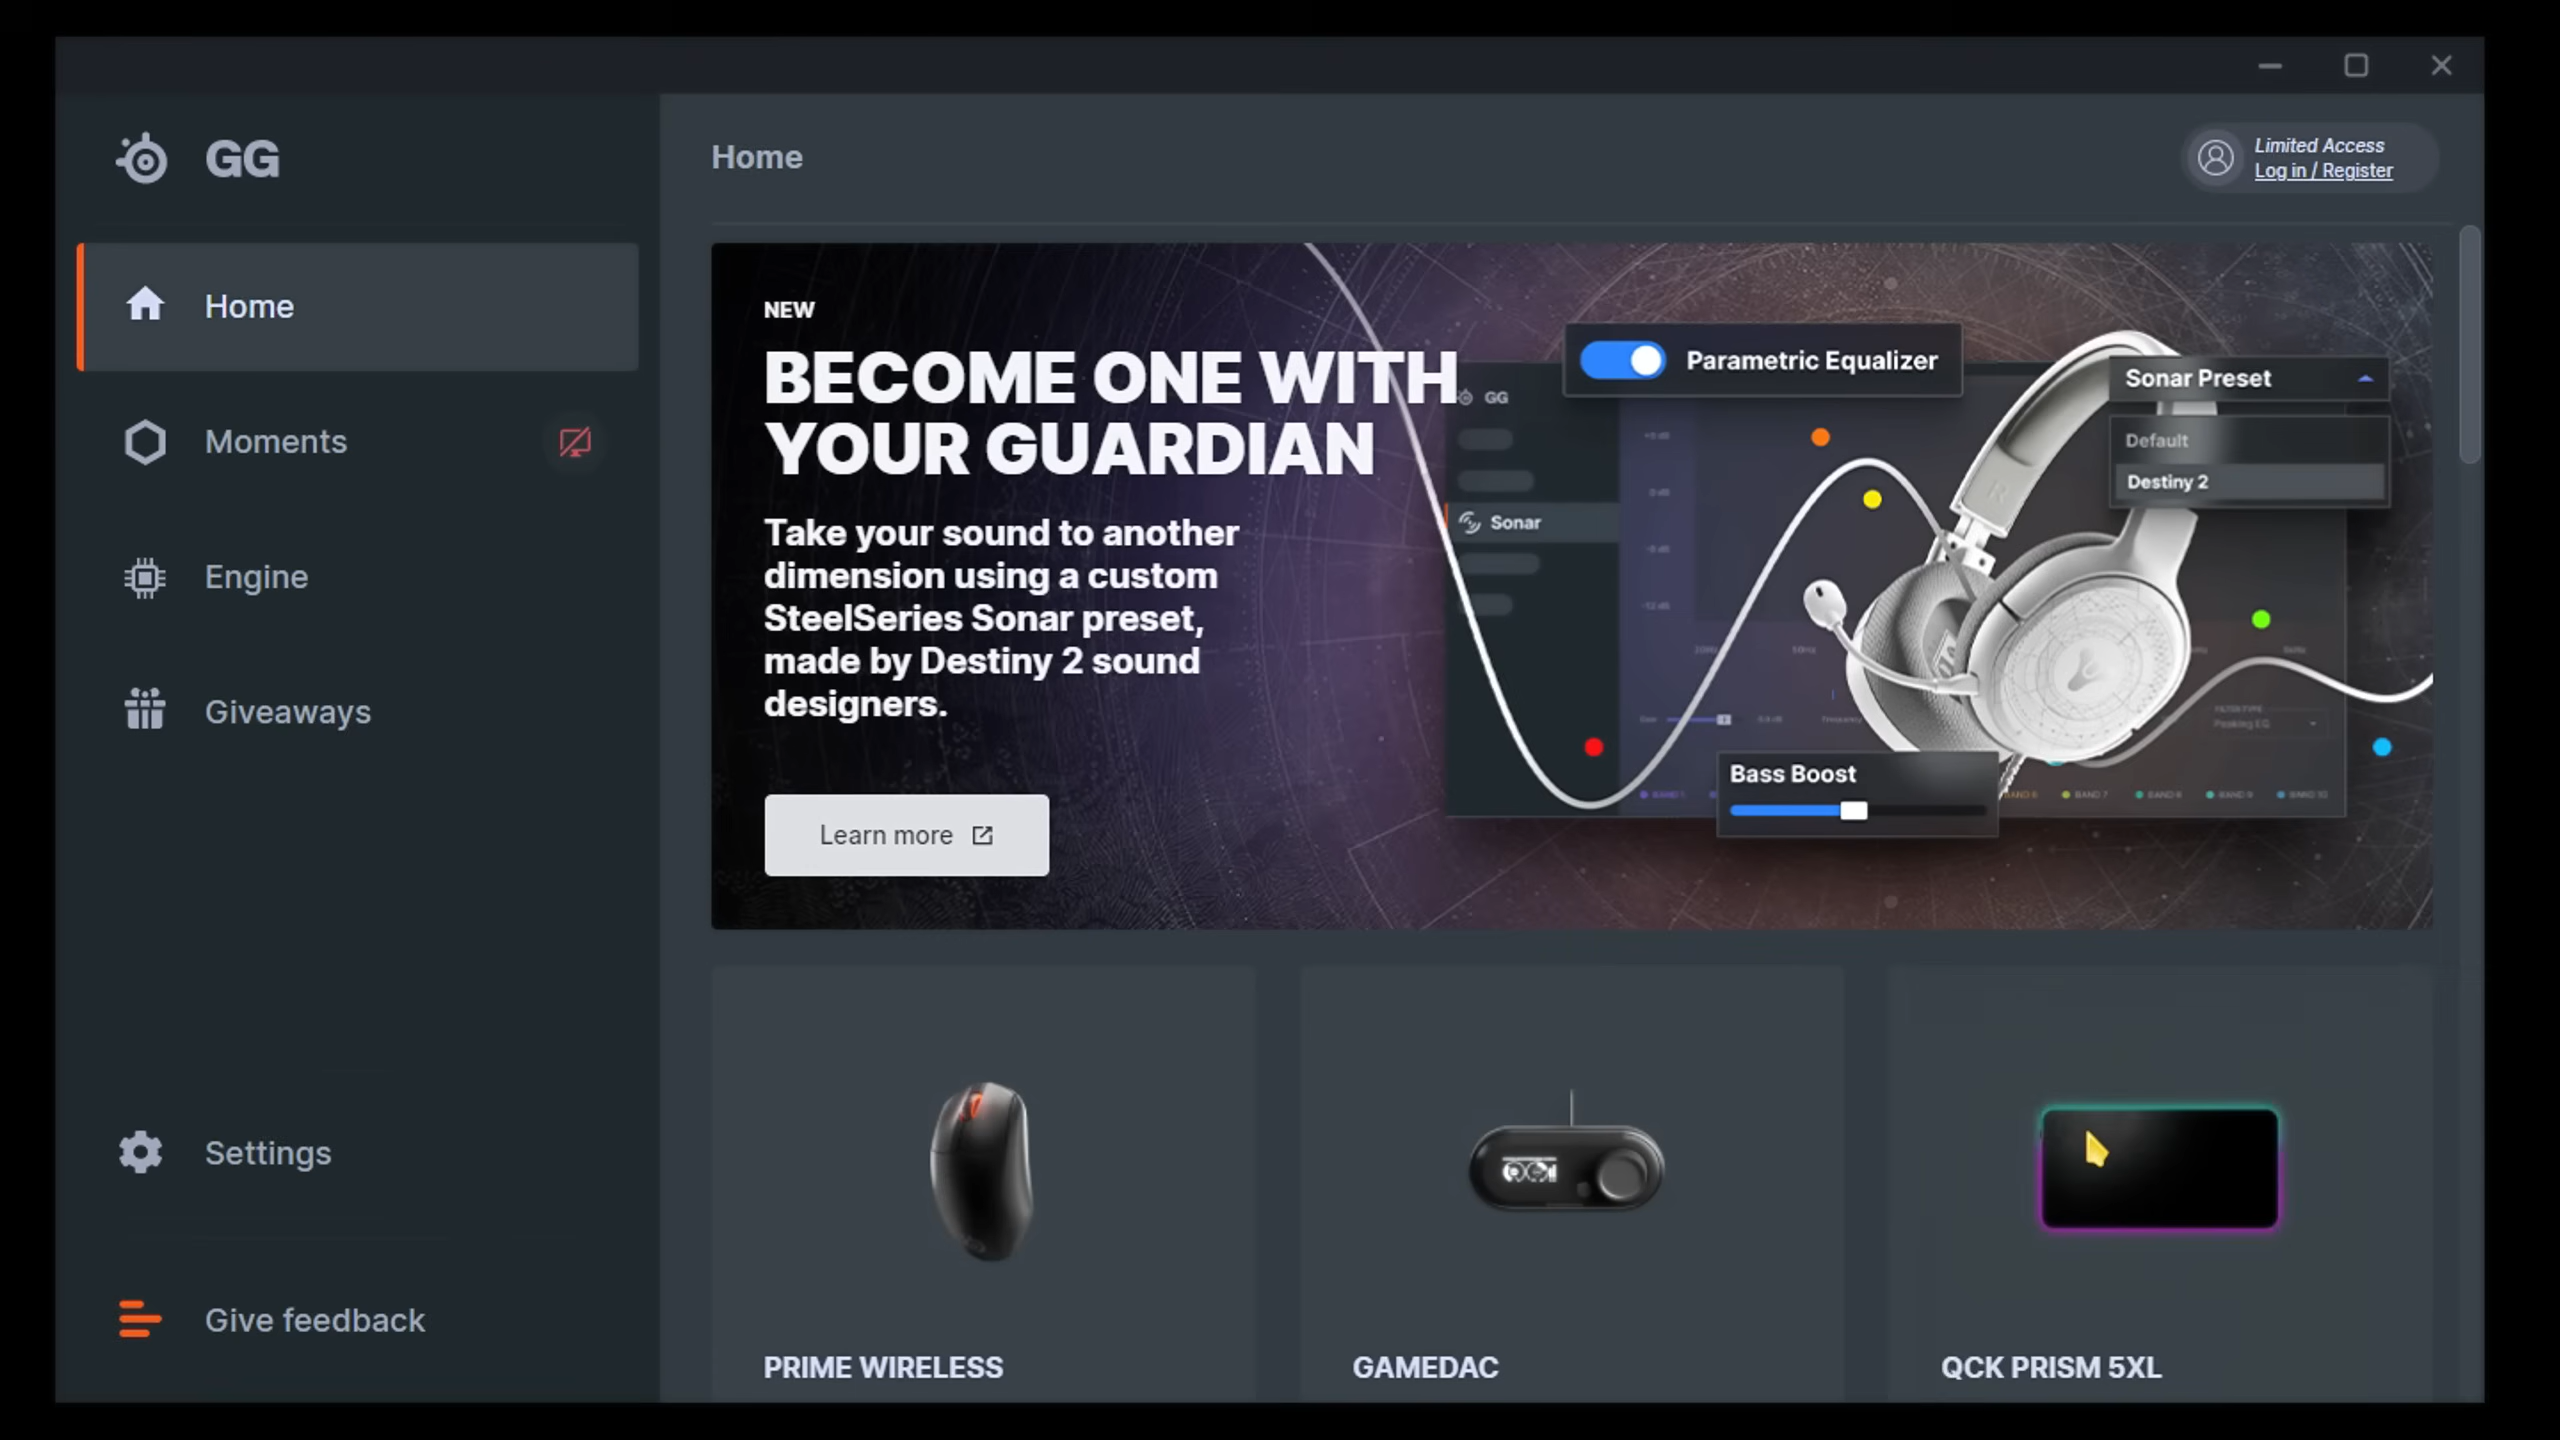 GG
Home
Moments
Engine
Giveaways
Settings
Give feedback
Home
Limited Access
Log in / Register
NEW
BECOME ONE WITH
YOUR GUARDIAN
Take your sound to another
dimension using a custom
SteelSeries Sonar preset,
made by Destiny 2 sound
designers.
Learn more
GG
Sonar
Parametric Equalizer
Sonar Preset
Default
Destiny 2
Bass Boost
PRIME WIRELESS
GAMEDAC
QCK PRISM 5XL